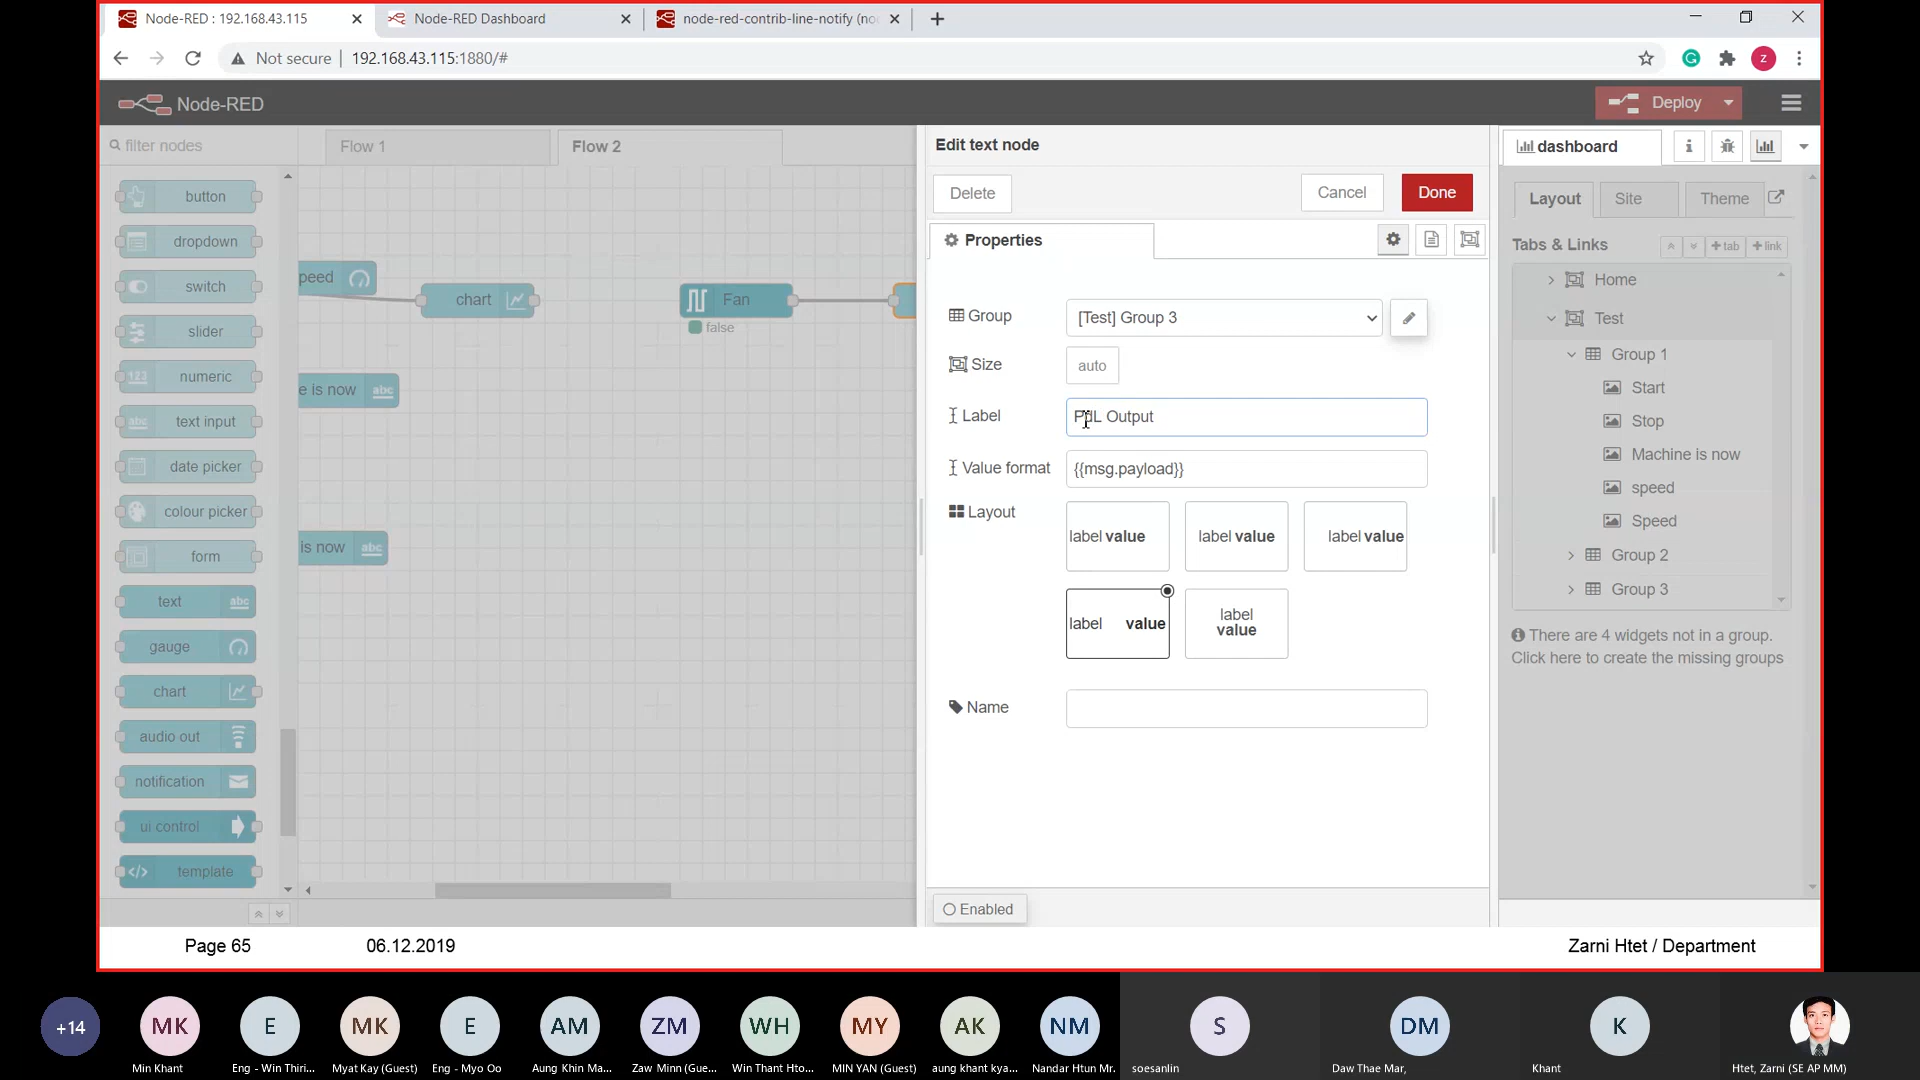 Node-RED : 192.168.43.115
Node-RED Dashboard
node-red-contrib-line-notify (no
Not secure
192.168.43.115:1880/#
Z
Node-RED
Deploy
filter nodes
Flow 1
Flow 2
button
dropdown
switch
slider
numeric
text input
date picker
colour picker
form
text
gauge
chart
audio out
notification
ui control
template
peed
chart
Fan
false
e is now
is now
Edit text node
Delete
Cancel
Done
Properties
Group
[Test] Group 3
Size
auto
Label
Output
Value format
{{msg.payload}}
Layout
label value
label value
label value
label value
label
value
Name
Enabled
dashboard
Layout
Site
Theme
Tabs & Links
tab
link
Home
Test
Group 1
Start
Stop
Machine is now
speed
Speed
Group 2
Group 3
There are 4 widgets not in a group.
Click here to create the missing groups
Page 65
06.12.2019
Zarni Htet / Department
+14
MK
E
MK
E
AM
ZM
WH
MY
AK
NM
S
DM
K
Min Khant
Eng - Win Thiri...
Myat Kay (Guest)
Eng - Myo Oo
Aung Khin Ma...
Zaw Minn (Gue...
Win Thant Hto...
MIN YAN (Guest)
aung khant kya...
Nandar Htun Mr.
soesanlin
Daw Thae Mar,
Khant
Htet, Zarni (SE AP MM)